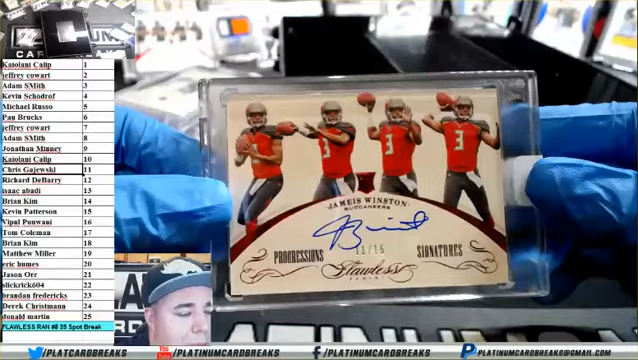 Kaiolani Calip 1
jeffrey cowart 2
Adam SMith 3
Kevin Schodrof 4
Michael Russo 5
Pau Brucks 6
jeffrey cowart 7
Adam SMith 8
Jonathan Minney 9
Kaiolani Calip 10
Chris Gajewski 11
Richard DeBarry 12
isaac abadi 13
Brian Kim 14
Kevin Patterson 15
Vipul Punwani 16
Tom Coleman 17
Brian Kim 18
Matthew Miller 19
eric humes 20
Jason Orr 21
slickrick604 22
brandan fredericks 23
Derek Christmann 24
donald martin 25
FLAWLESS RAN #8 25 Spot Break
JAMEIS WINSTON
BUCCANEERS
11/15
PROGRESSIONS SIGNATURES
Flawless
PANINI
/PLATCARDBREAKS /PLATINUMCARDBREAKS /PLATINUMCARDBREAKS PLATINUMCARDBREAKS@GMAIL.COM